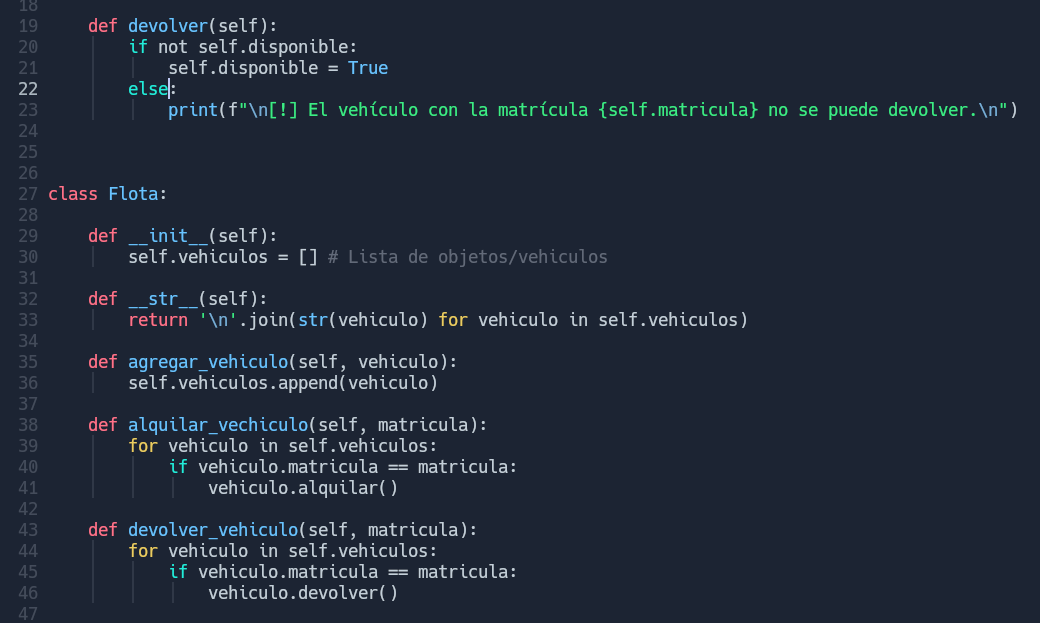 18
19     def devolver(self):
20         if not self.disponible:
21             self.disponible = True
22         else:
23             print(f"\n[!] El vehículo con la matrícula {self.matricula} no se puede devolver.\n")
24
25
26
27 class Flota:
28
29     def __init__(self):
30         self.vehiculos = [] # Lista de objetos/vehiculos
31
32     def __str__(self):
33         return '\n'.join(str(vehiculo) for vehiculo in self.vehiculos)
34
35     def agregar_vehiculo(self, vehiculo):
36         self.vehiculos.append(vehiculo)
37
38     def alquilar_vechiculo(self, matricula):
39         for vehiculo in self.vehiculos:
40             if vehiculo.matricula == matricula:
41                 vehiculo.alquilar()
42
43     def devolver_vehiculo(self, matricula):
44         for vehiculo in self.vehiculos:
45             if vehiculo.matricula == matricula:
46                 vehiculo.devolver()
47